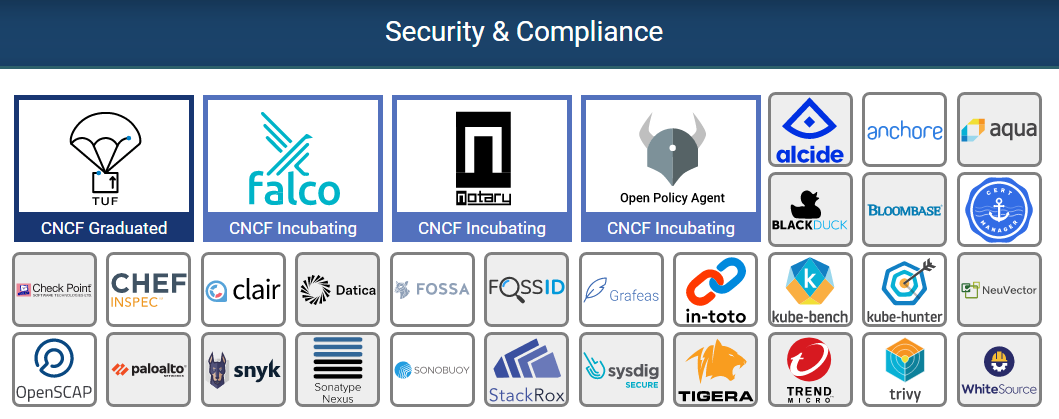 Security & Compliance
TUF
CNCF Graduated
falco
CNCF Incubating
Notary
CNCF Incubating
Open Policy Agent
CNCF Incubating
alcide
anchore
aqua
BLACKDUCK
BLOOMBASE
CERT
MANAGER
Check Point
SOFTWARE TECHNOLOGIES LTD.
CHEF
INSPEC
clair
Datica
FOSSA
FOSSID
Grafeas
in-toto
k
kube-bench
kube-hunter
NeuVector
OpenSCAP
paloalto
NETWORKS
snyk
Sonatype
Nexus
SONOBUOY
StackRox
sysdig
SECURE
TIGERA
TREND
MICRO
trivy
WhiteSource